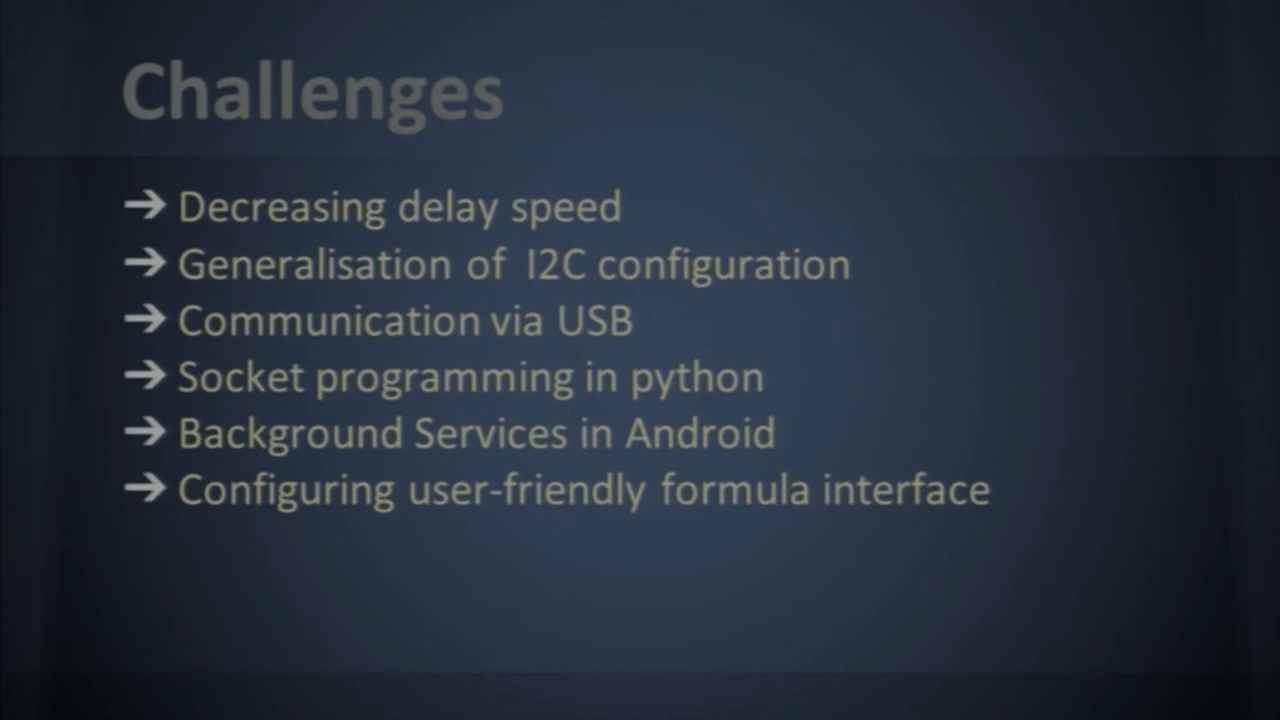 Challenges
➔ Decreasing delay speed
➔ Generalisation of I2C configuration
➔ Communication via USB
➔ Socket programming in python
➔ Background Services in Android
➔ Configuring user-friendly formula interface